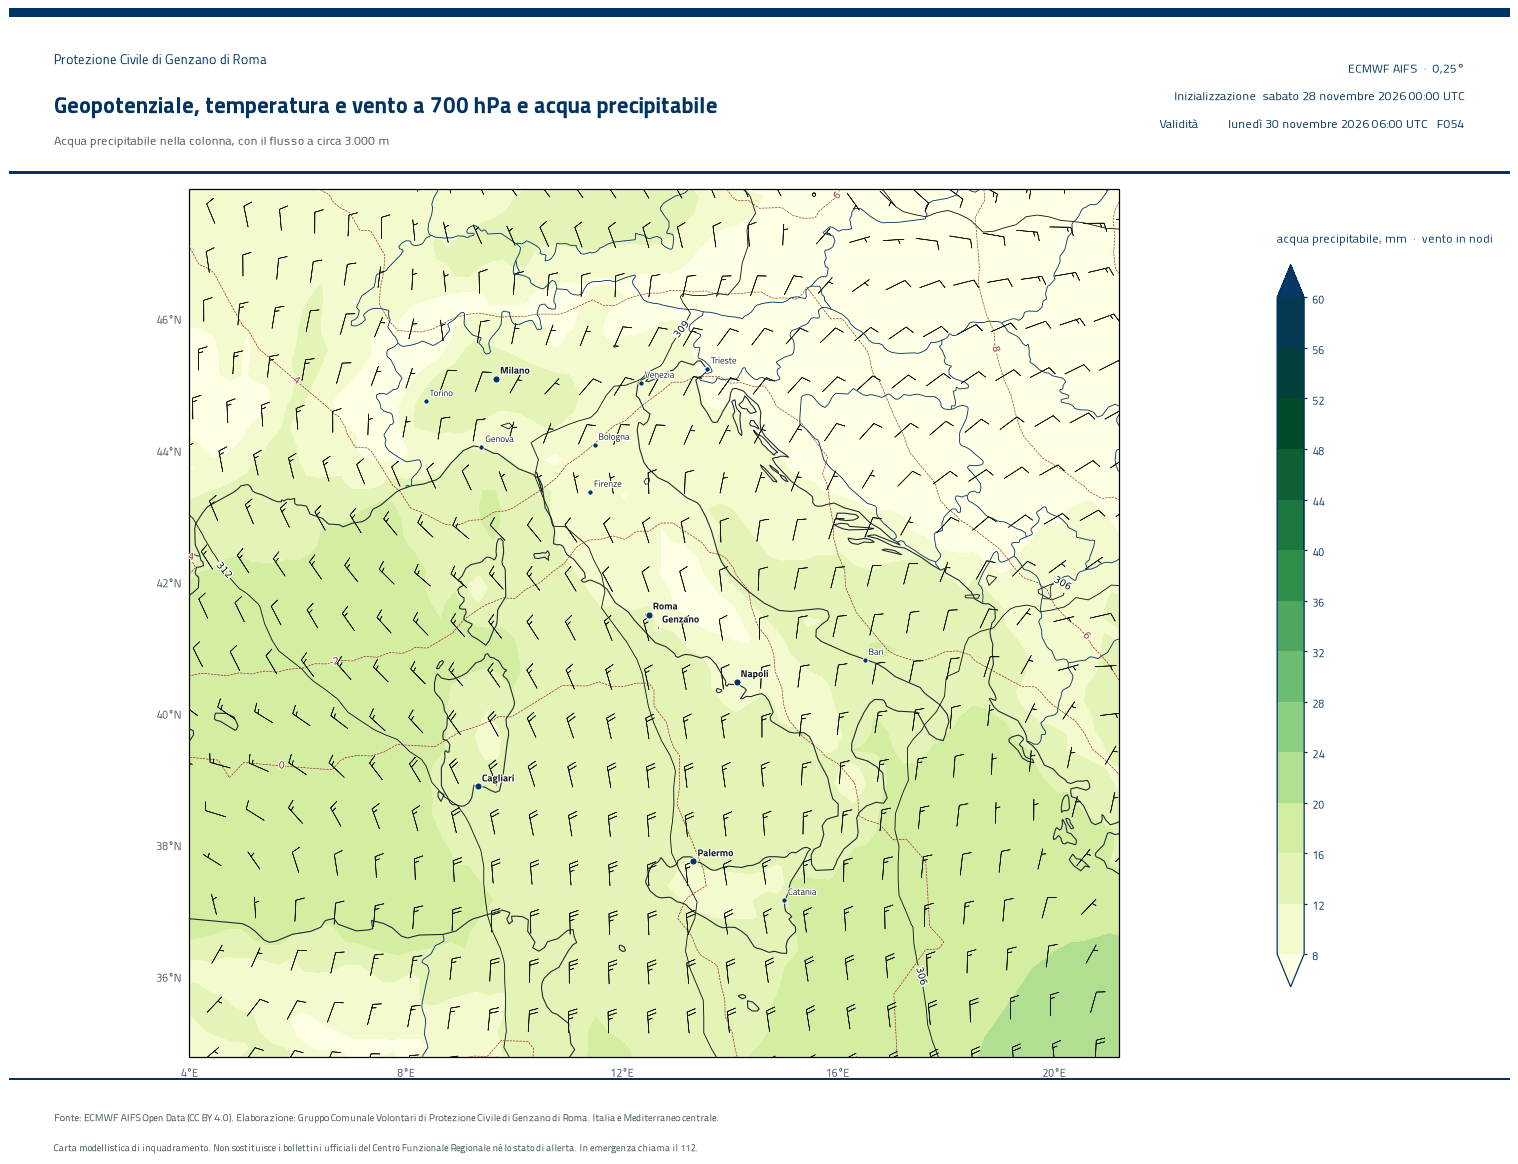 Protezione Civile di Genzano di Roma
Geopotenziale, temperatura e vento a 700 hPa e acqua precipitabile
Acqua precipitabile nella colonna, con il flusso a circa 3.000 m
ECMWF AIFS · 0,25°
Inizializzazione sabato 28 novembre 2026 00:00 UTC
Validità lunedì 30 novembre 2026 06:00 UTC F054
acqua precipitabile, mm · vento in nodi
60
56
52
48
44
40
36
32
28
24
20
16
12
8
46°N
44°N
42°N
40°N
38°N
36°N
4°E
8°E
12°E
16°E
20°E
Milano
Torino
Venezia
Trieste
Genova
Bologna
Firenze
Roma
Genzano
Napoli
Bari
Cagliari
Palermo
Catania
309
312
306
306
Fonte: ECMWF AIFS Open Data (CC BY 4.0). Elaborazione: Gruppo Comunale Volontari di Protezione Civile di Genzano di Roma. Italia e Mediterraneo centrale.
Carta modellistica di inquadramento. Non sostituisce i bollettini ufficiali del Centro Funzionale Regionale né lo stato di allerta. In emergenza chiama il 112.